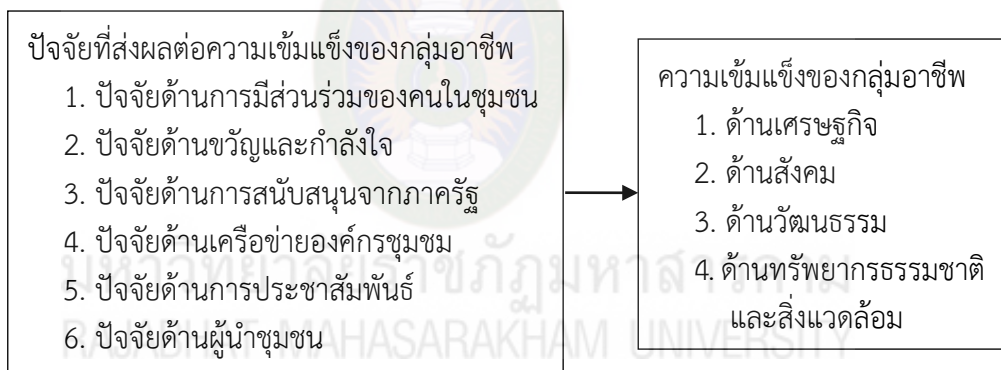 ปัจจัยที่ส่งผลต่อความเข้มแข็งของกลุ่มอาชีพ
1. ปัจจัยด้านการมีส่วนร่วมของคนในชุมชน
2. ปัจจัยด้านขวัญและกำลังใจ
3. ปัจจัยด้านการสนับสนุนจากภาครัฐ
4. ปัจจัยด้านเครือข่ายองค์กรชุมชม
5. ปัจจัยด้านการประชาสัมพันธ์
6. ปัจจัยด้านผู้นำชุมชน
ความเข้มแข็งของกลุ่มอาชีพ
1. ด้านเศรษฐกิจ
2. ด้านสังคม
3. ด้านวัฒนธรรม
4. ด้านทรัพยากรธรรมชาติ
และสิ่งแวดล้อม
มหาวิทยาลัยราชภัฏมหาสารคาม
RAJABHAT MAHASARAKHAM UNIVERSITY